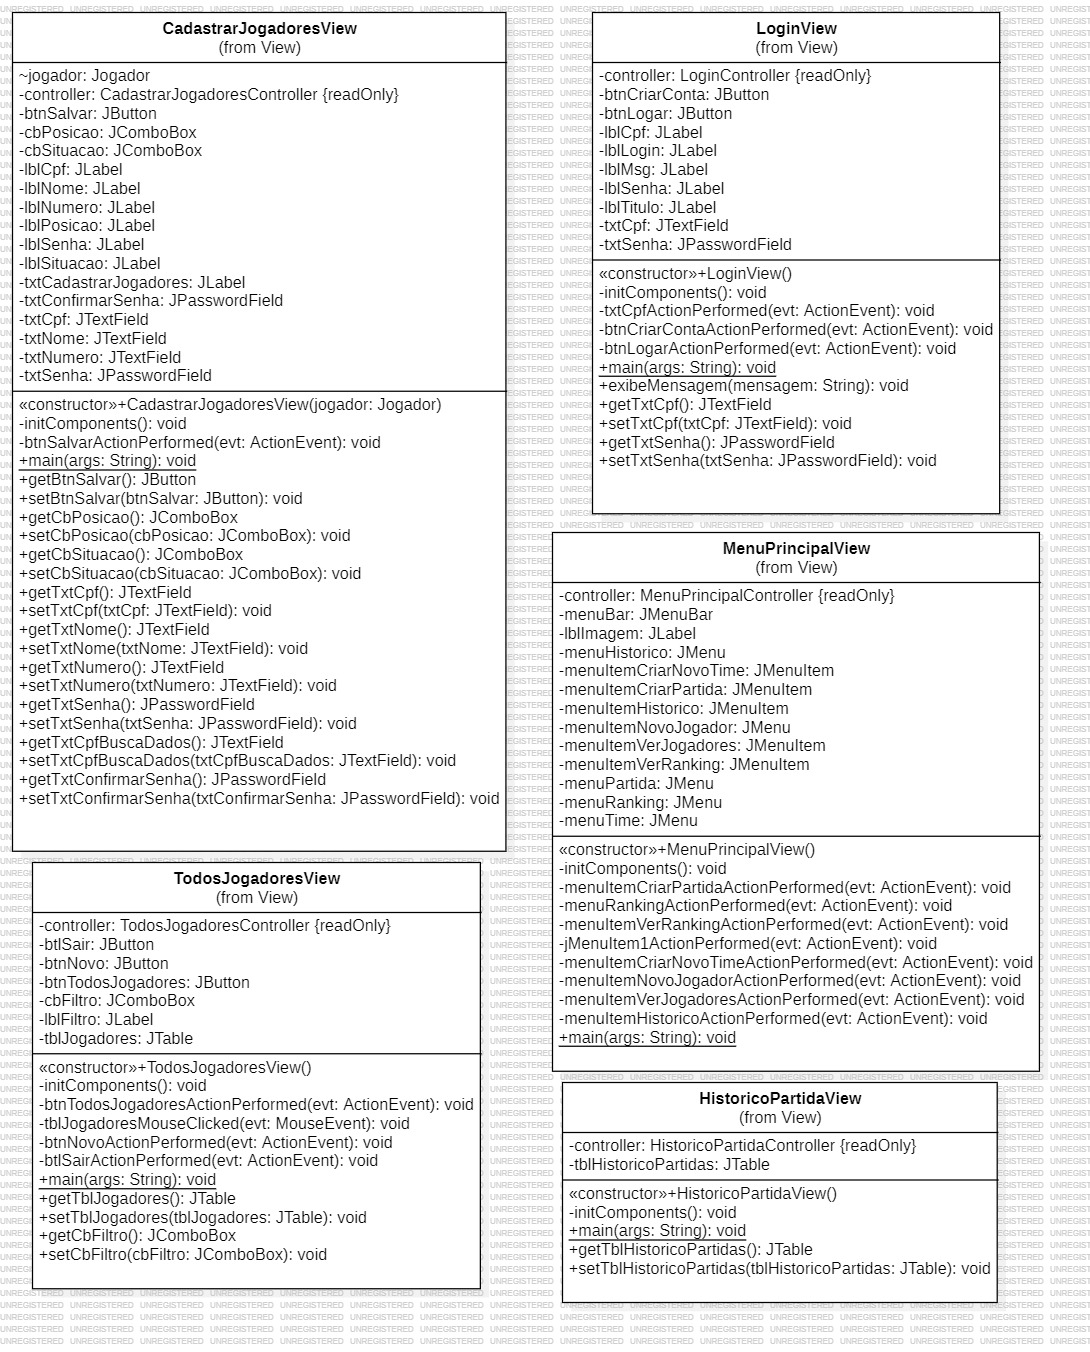 CadastrarJogadoresView
(from View)
~jogador: Jogador
-controller: CadastrarJogadoresController {readOnly}
-btnSalvar: JButton
-cbPosicao: JComboBox
-cbSituacao: JComboBox
-lblCpf: JLabel
-lblNome: JLabel
-lblNumero: JLabel
-lblPosicao: JLabel
-lblSenha: JLabel
-lblSituacao: JLabel
-txtCadastrarJogadores: JLabel
-txtConfirmarSenha: JPasswordField
-txtCpf: JTextField
-txtNome: JTextField
-txtNumero: JTextField
-txtSenha: JPasswordField
«constructor»+CadastrarJogadoresView(jogador: Jogador)
-initComponents(): void
-btnSalvarActionPerformed(evt: ActionEvent): void
+main(args: String): void
+getBtnSalvar(): JButton
+setBtnSalvar(btnSalvar: JButton): void
+getCbPosicao(): JComboBox
+setCbPosicao(cbPosicao: JComboBox): void
+getCbSituacao(): JComboBox
+setCbSituacao(cbSituacao: JComboBox): void
+getTxtCpf(): JTextField
+setTxtCpf(txtCpf: JTextField): void
+getTxtNome(): JTextField
+setTxtNome(txtNome: JTextField): void
+getTxtNumero(): JTextField
+setTxtNumero(txtNumero: JTextField): void
+getTxtSenha(): JPasswordField
+setTxtSenha(txtSenha: JPasswordField): void
+getTxtCpfBuscaDados(): JTextField
+setTxtCpfBuscaDados(txtCpfBuscaDados: JTextField): void
+getTxtConfirmarSenha(): JPasswordField
+setTxtConfirmarSenha(txtConfirmarSenha: JPasswordField): void
LoginView
(from View)
-controller: LoginController {readOnly}
-btnCriarConta: JButton
-btnLogar: JButton
-lblCpf: JLabel
-lblLogin: JLabel
-lblMsg: JLabel
-lblSenha: JLabel
-lblTitulo: JLabel
-txtCpf: JTextField
-txtSenha: JPasswordField
«constructor»+LoginView()
-initComponents(): void
-txtCpfActionPerformed(evt: ActionEvent): void
-btnCriarContaActionPerformed(evt: ActionEvent): void
-btnLogarActionPerformed(evt: ActionEvent): void
+main(args: String): void
+exibeMensagem(mensagem: String): void
+getTxtCpf(): JTextField
+setTxtCpf(txtCpf: JTextField): void
+getTxtSenha(): JPasswordField
+setTxtSenha(txtSenha: JPasswordField): void
MenuPrincipalView
(from View)
-controller: MenuPrincipalController {readOnly}
-menuBar: JMenuBar
-lblImagem: JLabel
-menuHistorico: JMenu
-menuItemCriarNovoTime: JMenuItem
-menuItemCriarPartida: JMenuItem
-menuItemHistorico: JMenuItem
-menuItemNovoJogador: JMenu
-menuItemVerJogadores: JMenuItem
-menuItemVerRanking: JMenuItem
-menuPartida: JMenu
-menuRanking: JMenu
-menuTime: JMenu
«constructor»+MenuPrincipalView()
-initComponents(): void
-menuItemCriarPartidaActionPerformed(evt: ActionEvent): void
-menuRankingActionPerformed(evt: ActionEvent): void
-menuItemVerRankingActionPerformed(evt: ActionEvent): void
-jMenuItem1ActionPerformed(evt: ActionEvent): void
-menuItemCriarNovoTimeActionPerformed(evt: ActionEvent): void
-menuItemNovoJogadorActionPerformed(evt: ActionEvent): void
-menuItemVerJogadoresActionPerformed(evt: ActionEvent): void
-menuItemHistoricoActionPerformed(evt: ActionEvent): void
+main(args: String): void
TodosJogadoresView
(from View)
-controller: TodosJogadoresController {readOnly}
-btlSair: JButton
-btnNovo: JButton
-btnTodosJogadores: JButton
-cbFiltro: JComboBox
-lblFiltro: JLabel
-tblJogadores: JTable
«constructor»+TodosJogadoresView()
-initComponents(): void
-btnTodosJogadoresActionPerformed(evt: ActionEvent): void
-tblJogadoresMouseClicked(evt: MouseEvent): void
-btnNovoActionPerformed(evt: ActionEvent): void
-btlSairActionPerformed(evt: ActionEvent): void
+main(args: String): void
+getTblJogadores(): JTable
+setTblJogadores(tblJogadores: JTable): void
+getCbFiltro(): JComboBox
+setCbFiltro(cbFiltro: JComboBox): void
HistoricoPartidaView
(from View)
-controller: HistoricoPartidaController {readOnly}
-tblHistoricoPartidas: JTable
«constructor»+HistoricoPartidaView()
-initComponents(): void
+main(args: String): void
+getTblHistoricoPartidas(): JTable
+setTblHistoricoPartidas(tblHistoricoPartidas: JTable): void